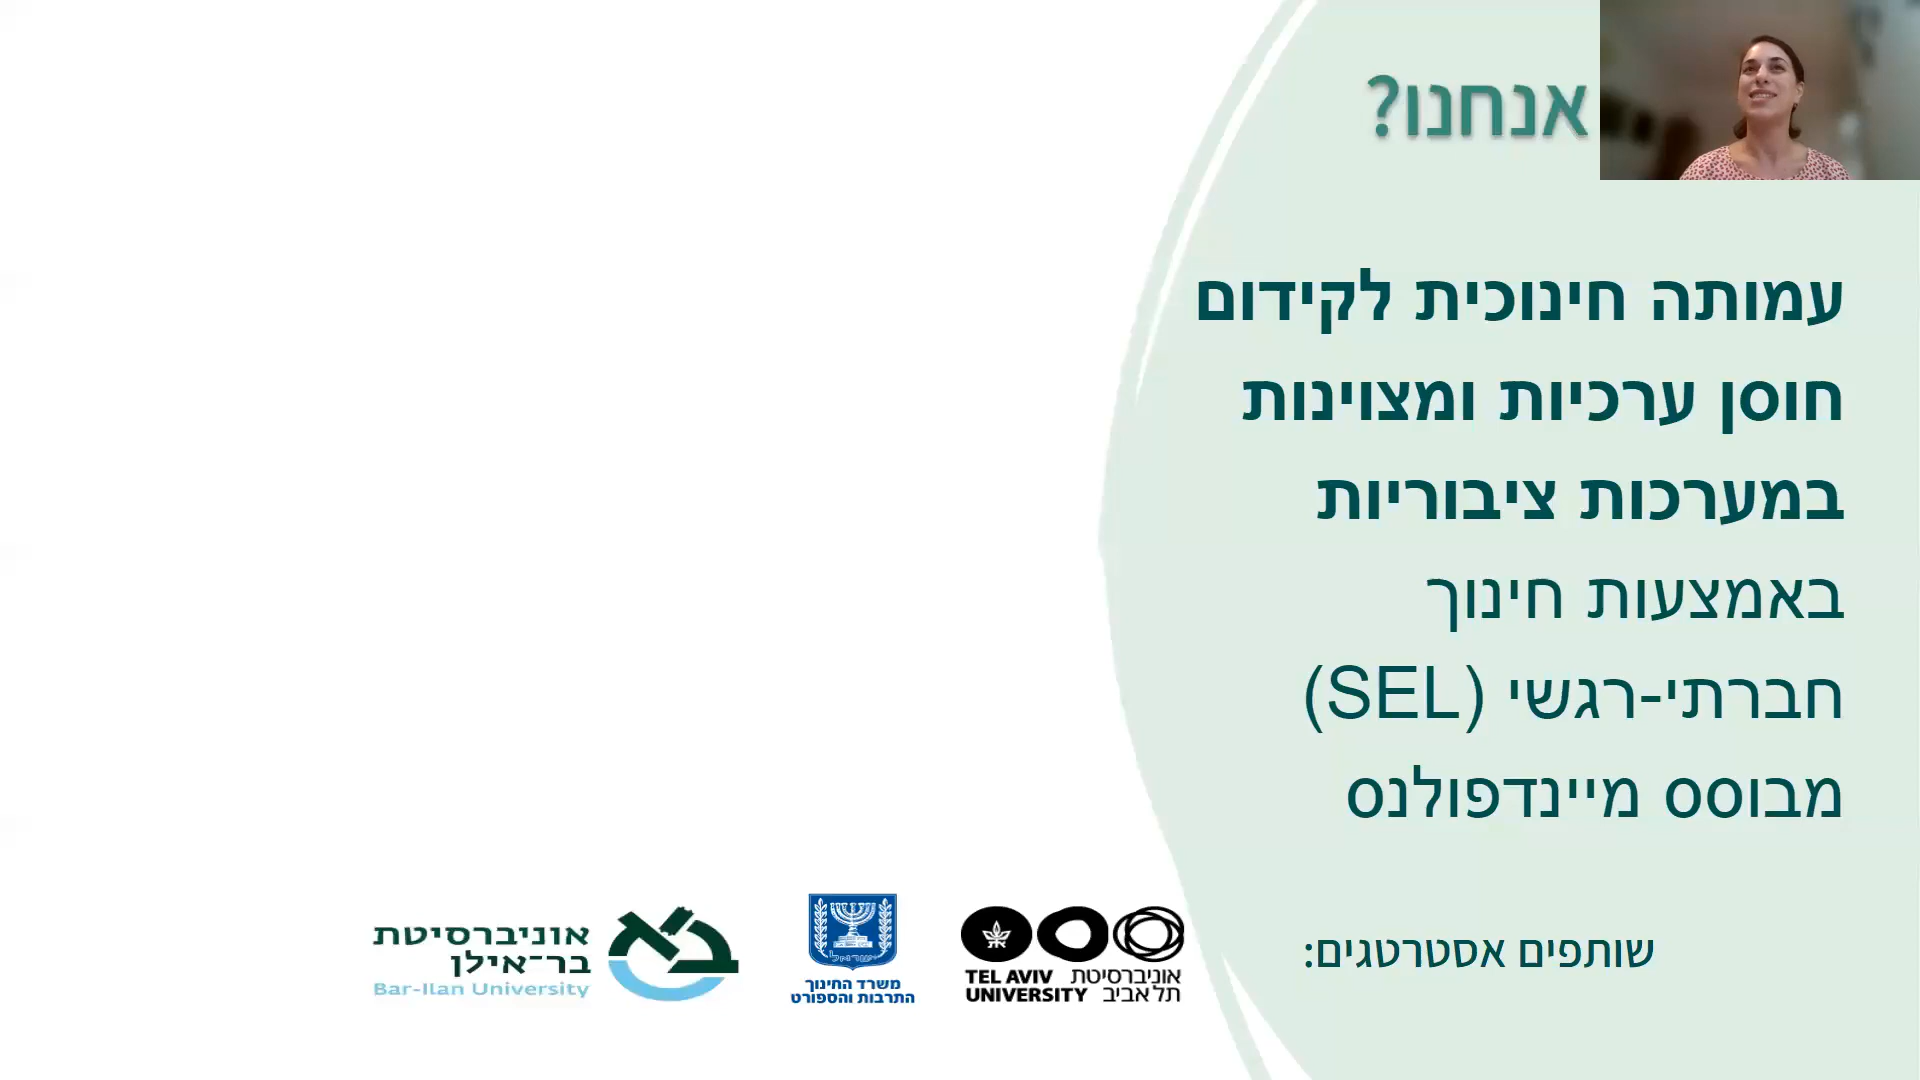 אנחנו?
עמותה חינוכית לקידום
חוסן ערכיות ומצוינות
במערכות ציבוריות
באמצעות חינוך
חברתי-רגשי (SEL)
מבוסס מיינדפולנס
שותפים אסטרטגים:
TEL AVIV אוניברסיטת
UNIVERSITY תל אביב
ישראל
משרד החינוך
התרבות והספורט
אוניברסיטת
בר־אילן
Bar-Ilan University